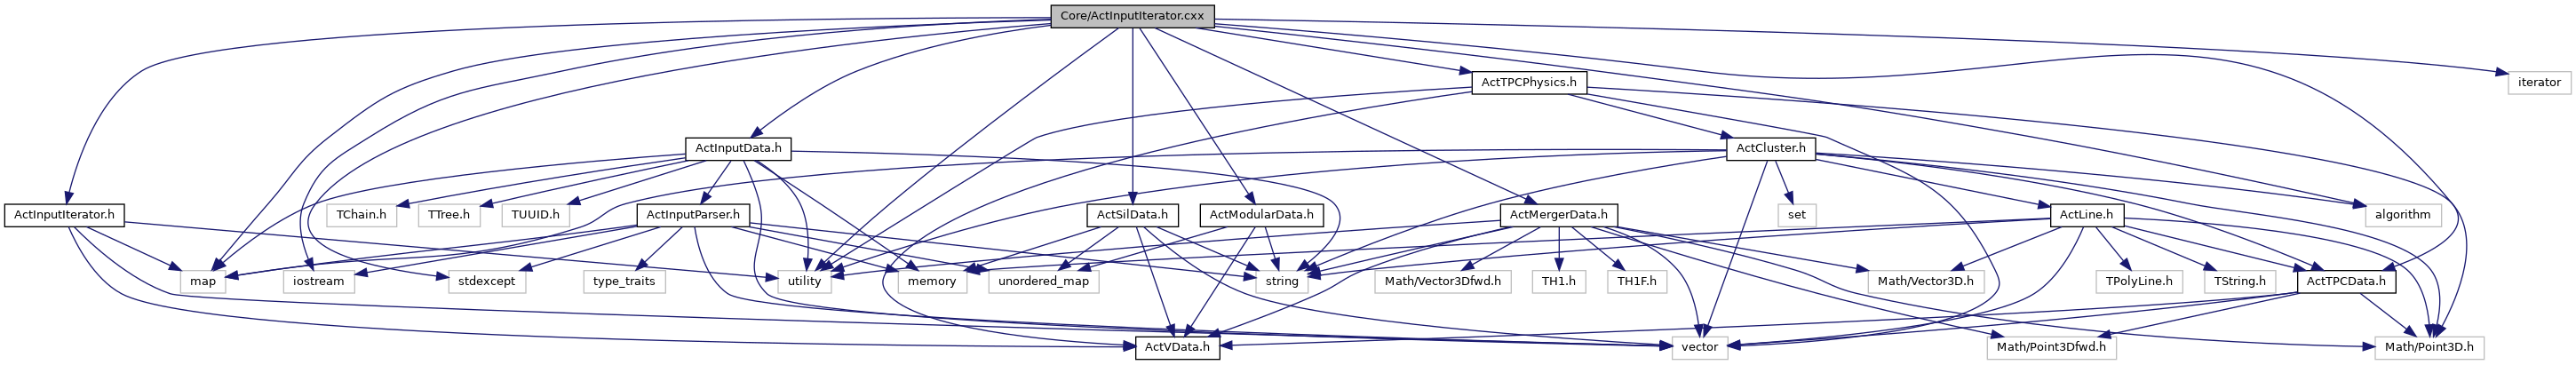 Core/ActInputIterator.cxx
ActTPCPhysics.h
iterator
ActInputData.h
ActCluster.h
ActInputIterator.h
TChain.h
TTree.h
TUUID.h
ActInputParser.h
ActSilData.h
ActModularData.h
ActMergerData.h
set
ActLine.h
algorithm
map
iostream
stdexcept
type_traits
utility
memory
unordered_map
string
Math/Vector3Dfwd.h
TH1.h
TH1F.h
Math/Vector3D.h
TPolyLine.h
TString.h
ActTPCData.h
ActVData.h
vector
Math/Point3Dfwd.h
Math/Point3D.h